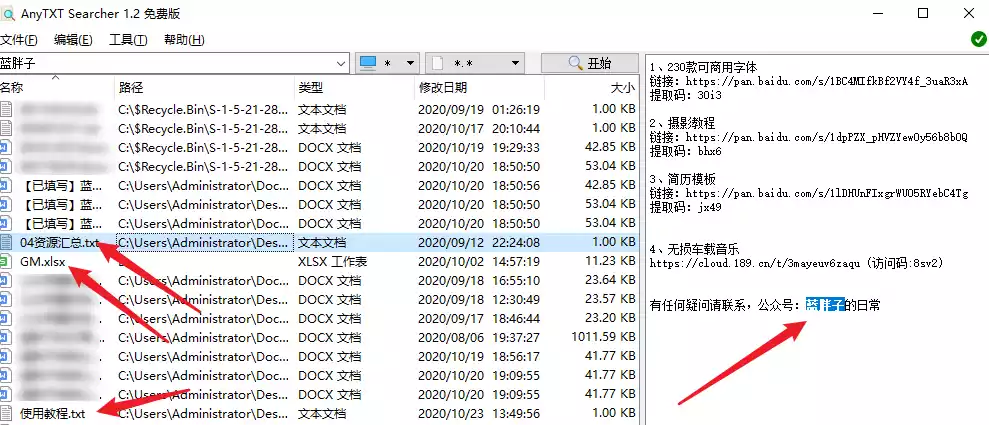 AnyTXT Searcher 1.2 免费版
文件(F) 编辑(E) 工具(T) 帮助(H)
蓝胖子 * *.* 开始
名称 路径 类型 修改日期 大小
C:\$Recycle.Bin\S-1-5-21-28... 文本文档 2020/09/19 01:26:19 1.00 KB
C:\$Recycle.Bin\S-1-5-21-28... 文本文档 2020/10/17 20:10:44 1.00 KB
C:\$Recycle.Bin\S-1-5-21-28... DOCX 文档 2020/10/19 19:29:33 42.85 KB
C:\$Recycle.Bin\S-1-5-21-28... DOCX 文档 2020/10/20 18:50:50 53.04 KB
【已填写】蓝... C:\Users\Administrator\Doc... DOCX 文档 2020/10/20 18:50:56 42.85 KB
【已填写】蓝... C:\Users\Administrator\Doc... DOCX 文档 2020/10/20 18:50:50 53.04 KB
【已填写】蓝... C:\Users\Administrator\Doc... DOCX 文档 2020/10/20 18:50:50 53.04 KB
04资源汇总.txt C:\Users\Administrator\Des... 文本文档 2020/09/12 22:24:08 1.00 KB
GM.xlsx XLSX 工作表 2020/10/02 14:57:19 11.23 KB
C:\Users\Administrator\Doc... DOCX 文档 2020/09/18 16:55:10 23.64 KB
C:\Users\Administrator\Doc... DOCX 文档 2020/09/18 12:30:49 23.57 KB
C:\Users\Administrator\Doc... DOCX 文档 2020/09/17 18:46:44 23.20 KB
C:\Users\Administrator\Doc... DOCX 文档 2020/08/06 19:37:27 1011.59 KB
C:\Users\Administrator\Doc... DOCX 文档 2020/10/19 18:56:17 41.77 KB
C:\Users\Administrator\Doc... DOCX 文档 2020/10/20 19:09:55 41.77 KB
C:\Users\Administrator\Doc... DOCX 文档 2020/10/20 19:09:55 41.77 KB
使用教程.txt C:\Users\Administrator\Des... 文本文档 2020/10/23 13:49:56 1.00 KB
1、230款可商用字体
链接：https://pan.baidu.com/s/1BC4MIfkBf2VY4f_3uaR3xA
提取码：30i3
2、摄影教程
链接：https://pan.baidu.com/s/1dpPZX_pHVZYewOy56b8bOQ
提取码：bhx6
3、简历模板
链接：https://pan.baidu.com/s/1lDHUnFIxgrWUO5RYebC4Tg
提取码：jx49
4、无损车载音乐
https://cloud.189.cn/t/3mayeuv6zaqu（访问码:8sv2）
有任何疑问请联系，公众号：蓝胖子的日常